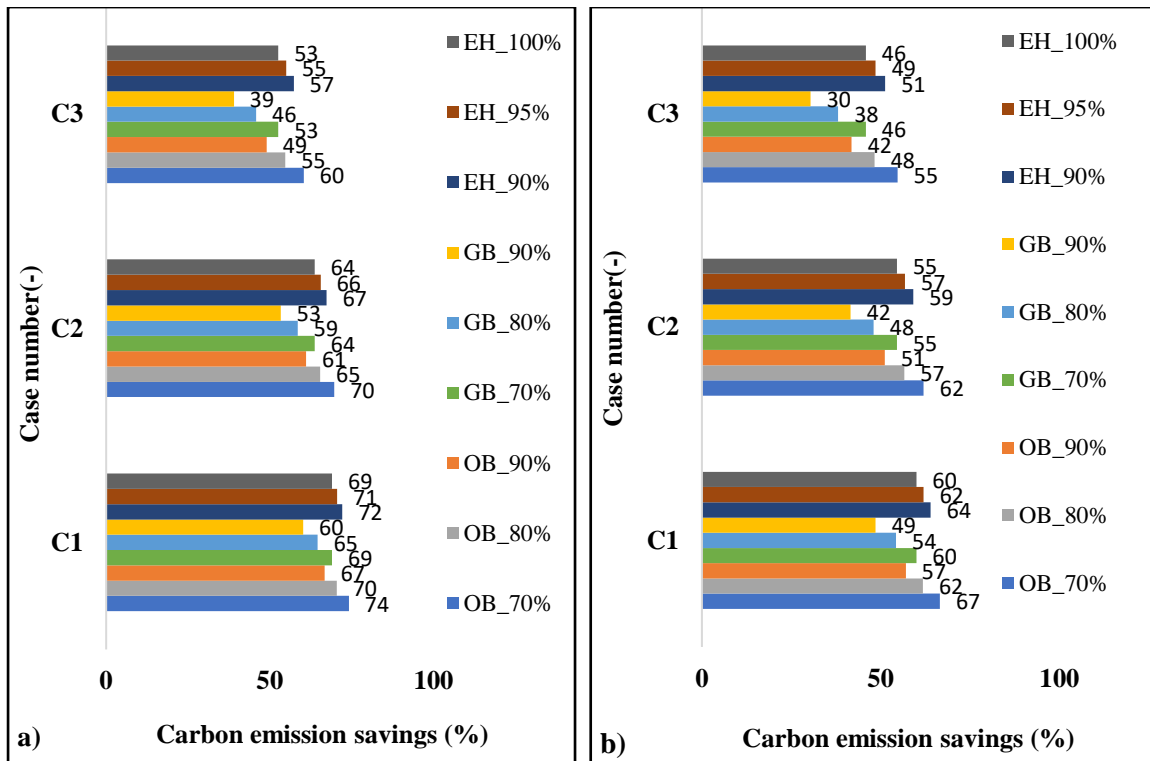 C3
53
55
57
39
46
53
49
55
60
C2
64
66
67
53
59
64
61
65
70
C1
69
71
72
60
65
69
67
70
74
Case number(-)
0
50
100
Carbon emission savings (%)
a)
EH_100%
EH_95%
EH_90%
GB_90%
GB_80%
GB_70%
OB_90%
OB_80%
OB_70%
C3
46
49
51
30
38
46
42
48
55
C2
55
57
59
42
48
55
51
57
62
C1
60
62
64
49
54
60
57
62
67
Case number(-)
0
50
100
Carbon emission savings (%)
b)
EH_100%
EH_95%
EH_90%
GB_90%
GB_80%
GB_70%
OB_90%
OB_80%
OB_70%